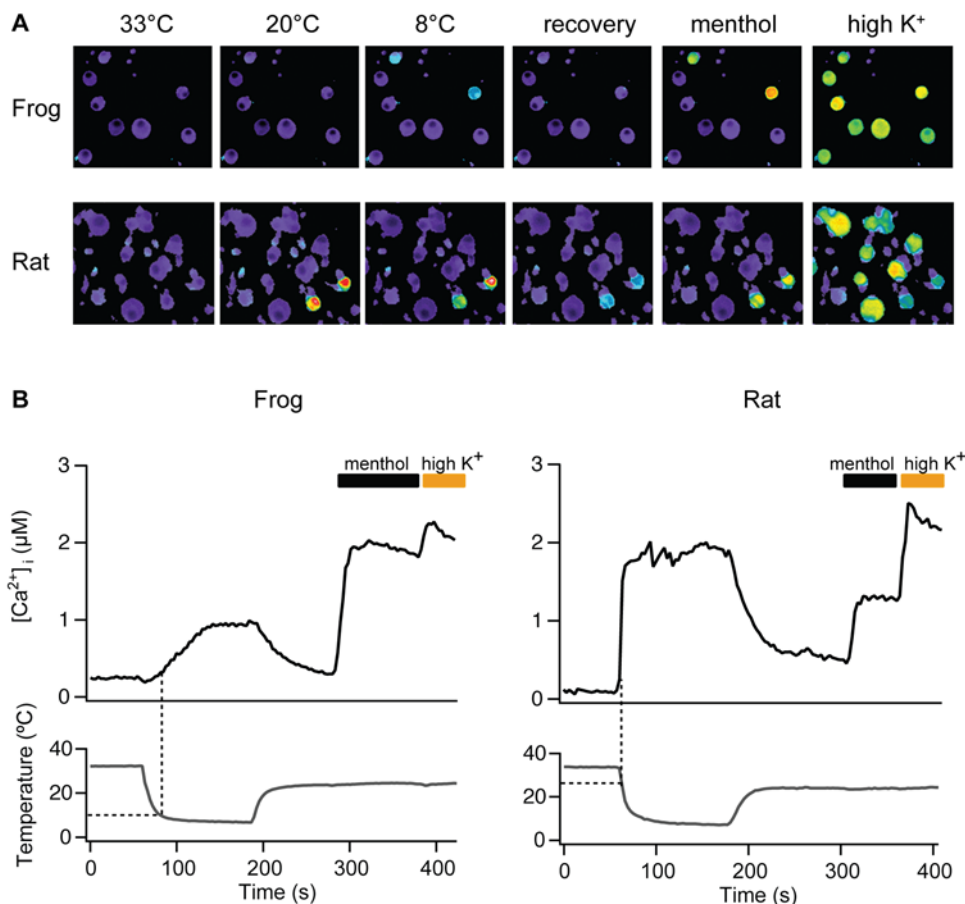 A
33°C 20°C 8°C recovery menthol high K⁺
Frog
Rat
B
Frog Rat
menthol high K⁺ menthol high K⁺
3 3
2 2
1 1
0 0
[Ca²⁺]ᵢ (µM)
40 40
20 20
0 0
Temperature (ºC)
0 100 200 300 400 0 100 200 300 400
Time (s) Time (s)